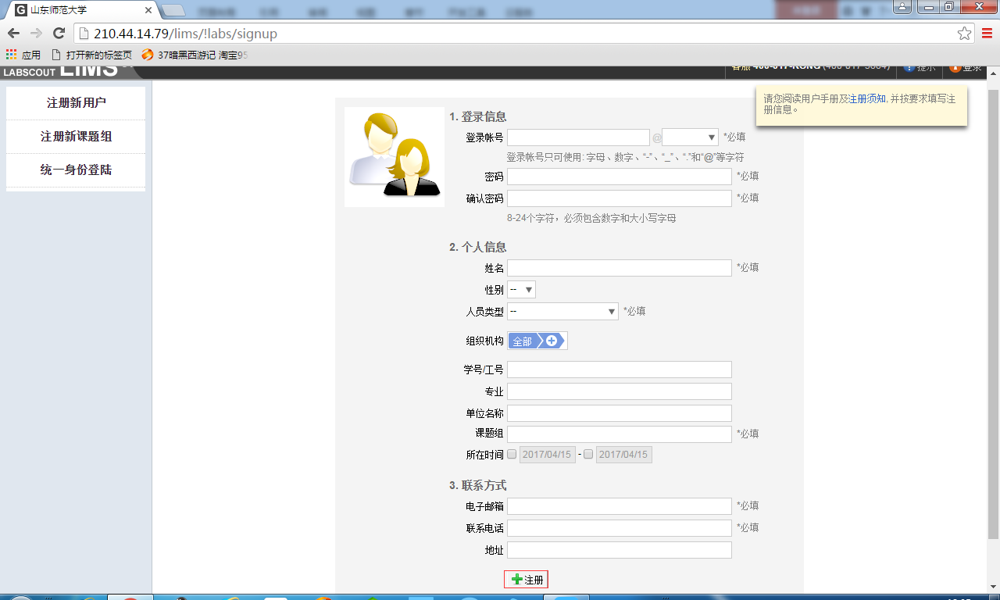 山东师范大学
210.44.14.79/lims/!labs/signup
应用 打开新的标签页 37暗黑西游记 淘宝95
LABSCOUT LIMS
提示 登录
注册新用户
注册新课题组
统一身份登陆
请您阅读用户手册及注册须知, 并按要求填写注
册信息。
1. 登录信息
登录帐号 @ *必填
登录帐号只可使用: 字母、数字、“-”、“_”、“.”和“@”等字符
密码 *必填
确认密码 *必填
8-24个字符，必须包含数字和大小写字母
2. 个人信息
姓名 *必填
性别 --
人员类型 -- *必填
组织机构 全部
学号/工号
专业
单位名称
课题组 *必填
所在时间 2017/04/15 - 2017/04/15
3. 联系方式
电子邮箱 *必填
联系电话 *必填
地址
注册